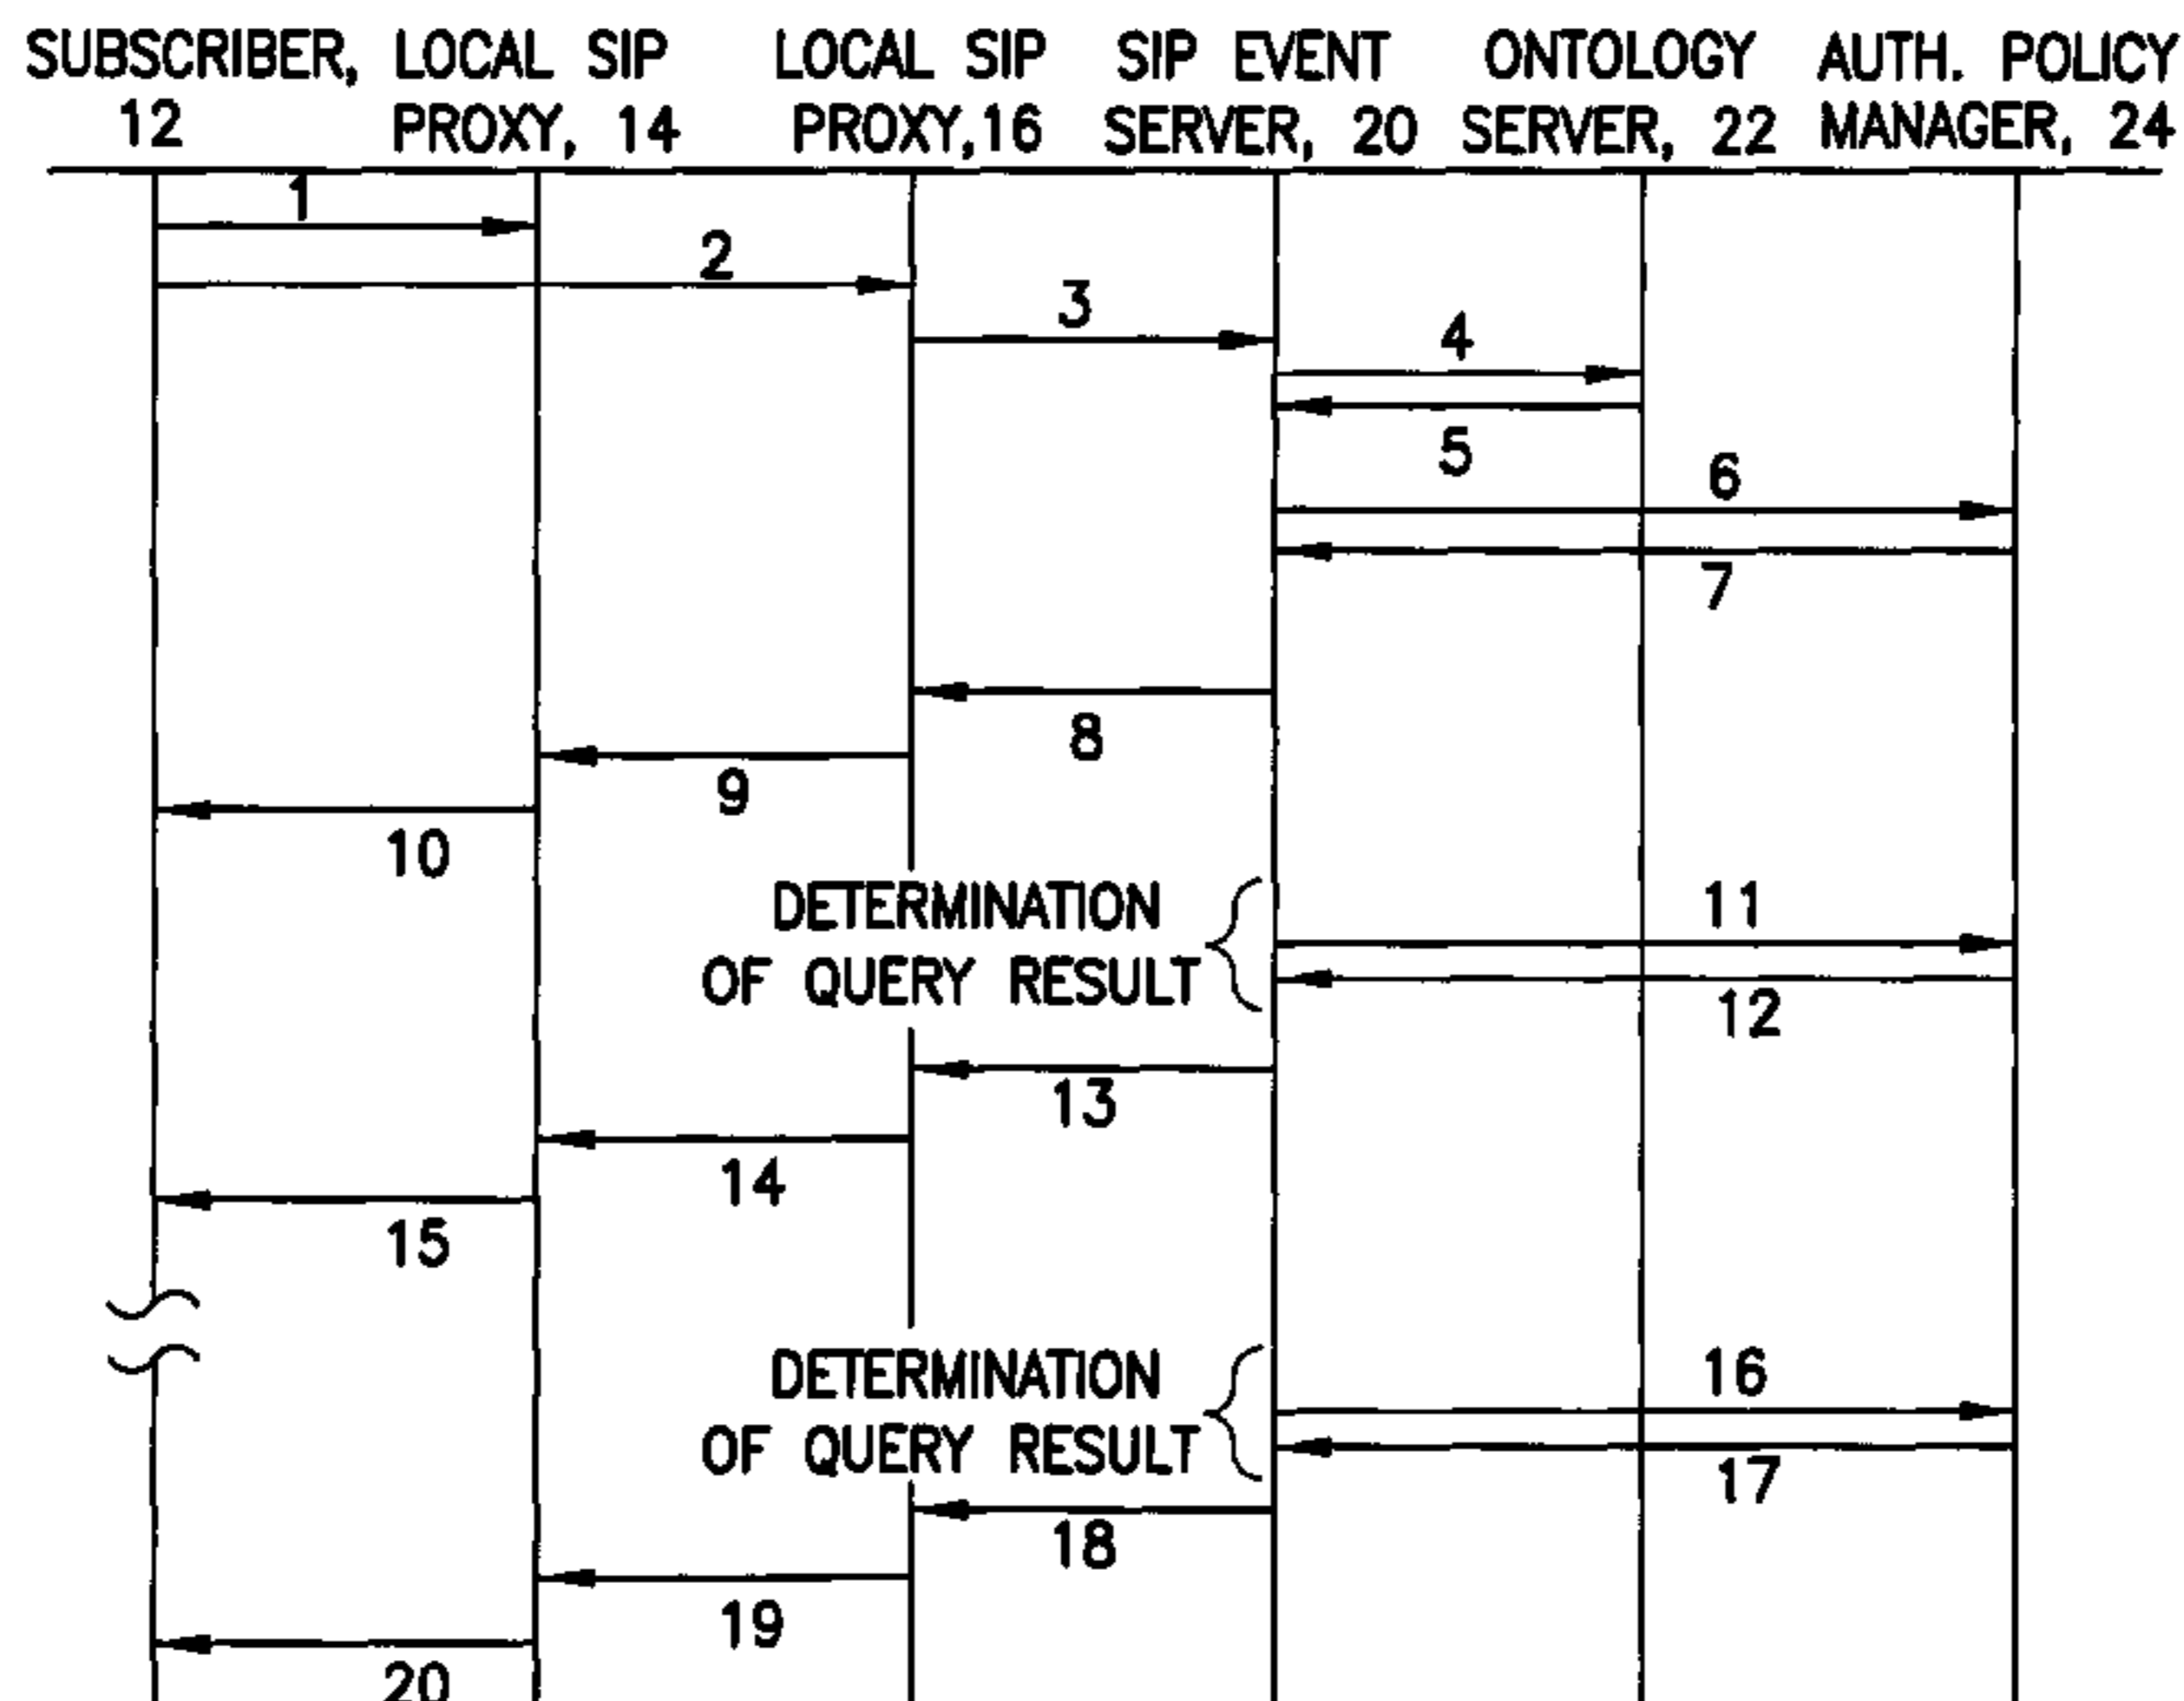 SUBSCRIBER, 12
LOCAL SIP PROXY, 14
LOCAL SIP PROXY,16
SIP EVENT SERVER, 20
ONTOLOGY SERVER, 22
AUTH. POLICY MANAGER, 24
1
2
3
4
5
6
7
8
9
10
DETERMINATION
OF QUERY RESULT
11
12
13
14
15
DETERMINATION
OF QUERY RESULT
16
17
18
19
20